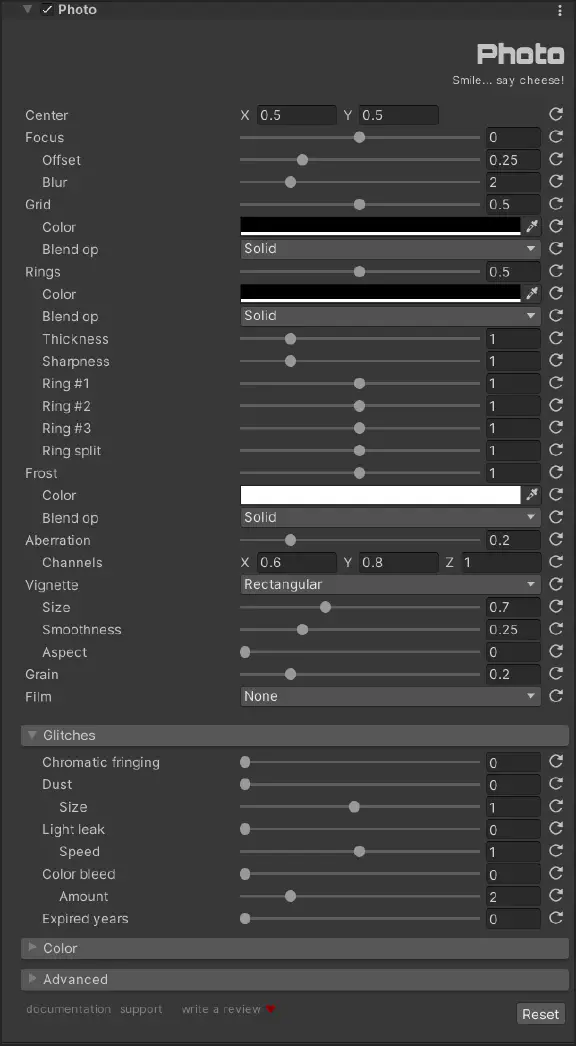 Photo
Photo
Smile... say cheese!
Center X 0.5 Y 0.5
Focus 0
Offset 0.25
Blur 2
Grid 0.5
Color
Blend op Solid
Rings 0.5
Color
Blend op Solid
Thickness 1
Sharpness 1
Ring #1 1
Ring #2 1
Ring #3 1
Ring split 1
Frost 1
Color
Blend op Solid
Aberration 0.2
Channels X 0.6 Y 0.8 Z 1
Vignette Rectangular
Size 0.7
Smoothness 0.25
Aspect 0
Grain 0.2
Film None
Glitches
Chromatic fringing 0
Dust 0
Size 1
Light leak 0
Speed 1
Color bleed 0
Amount 2
Expired years 0
Color
Advanced
documentation support write a review
Reset